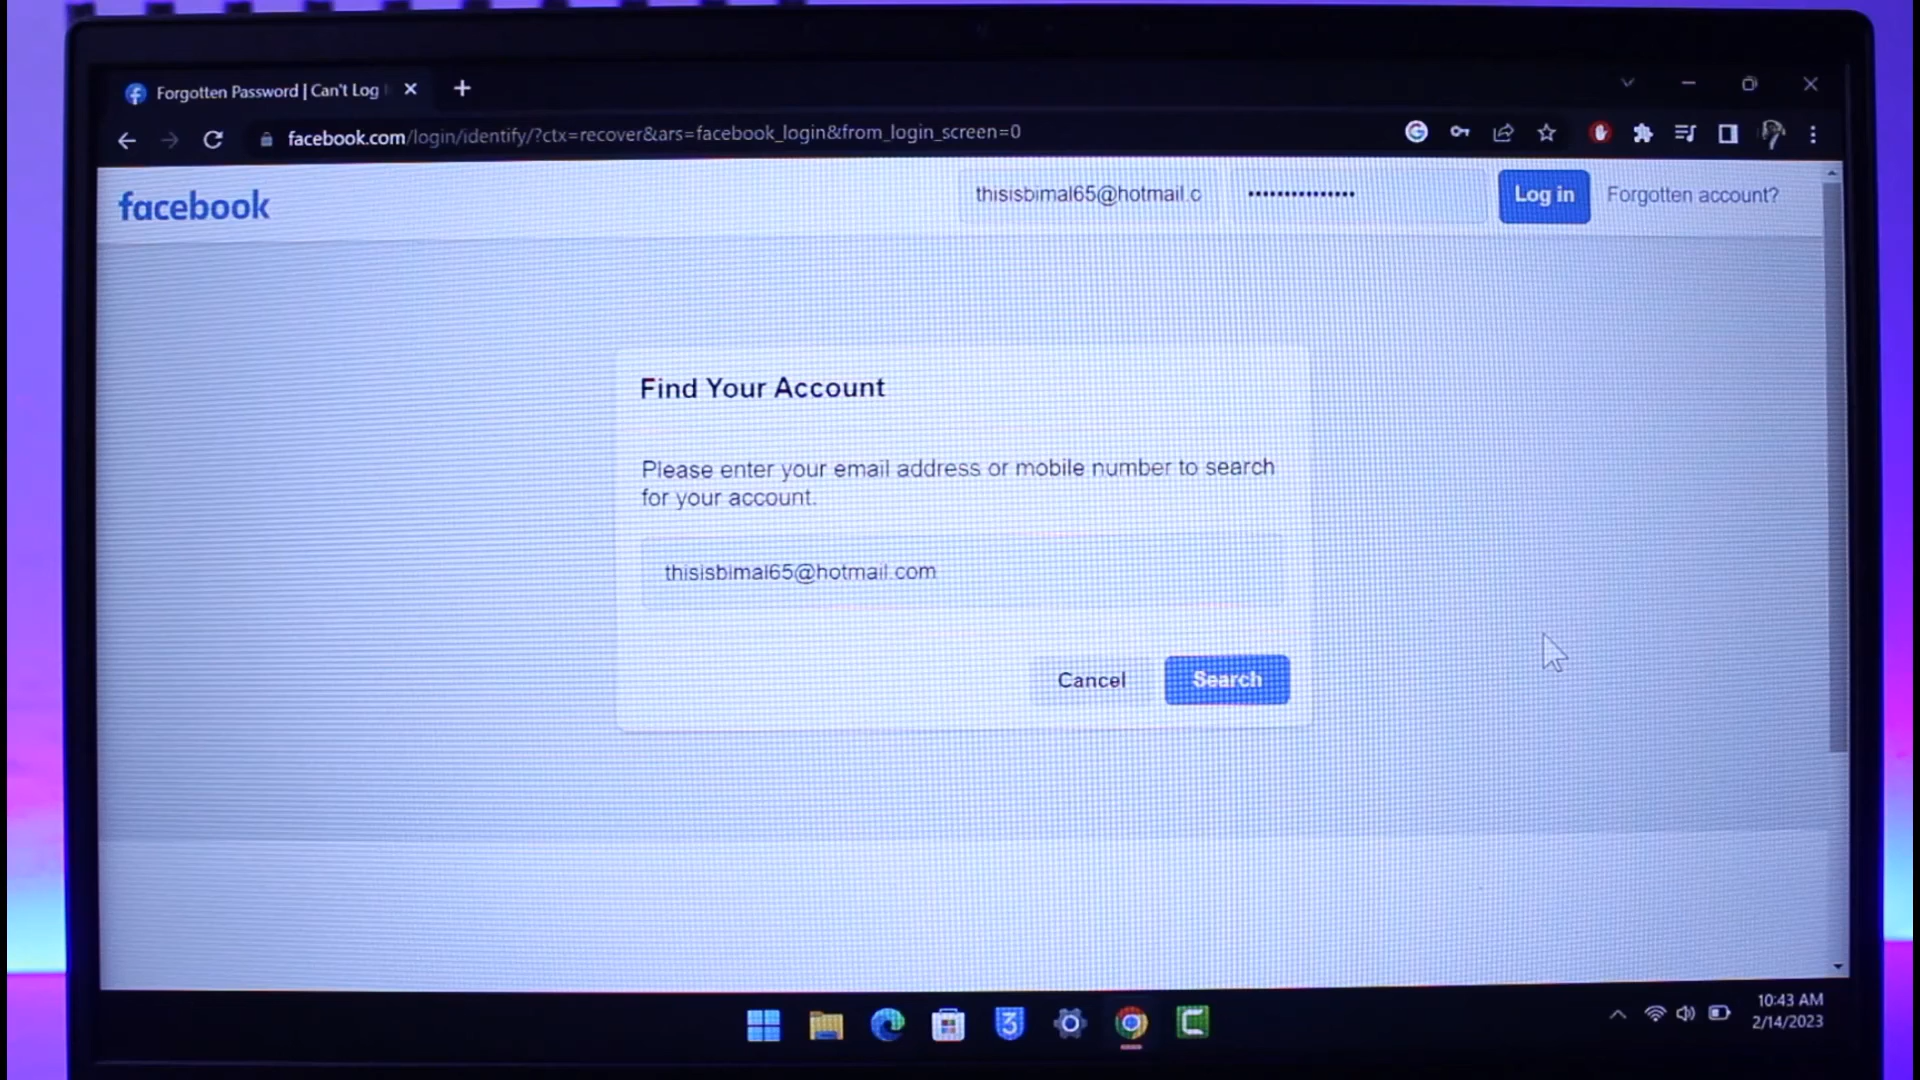 Forgotten Password | Can't Log
facebook.com/login/identify/?ctx=recover&ars=facebook_login&from_login_screen=0
facebook
thisisbimal65@hotmail.c
•••••••••••••••
Log in
Forgotten account?
Find Your Account
Please enter your email address or mobile number to search
for your account.
thisisbimal65@hotmail.com
Cancel
Search
10:43 AM
2/14/2023